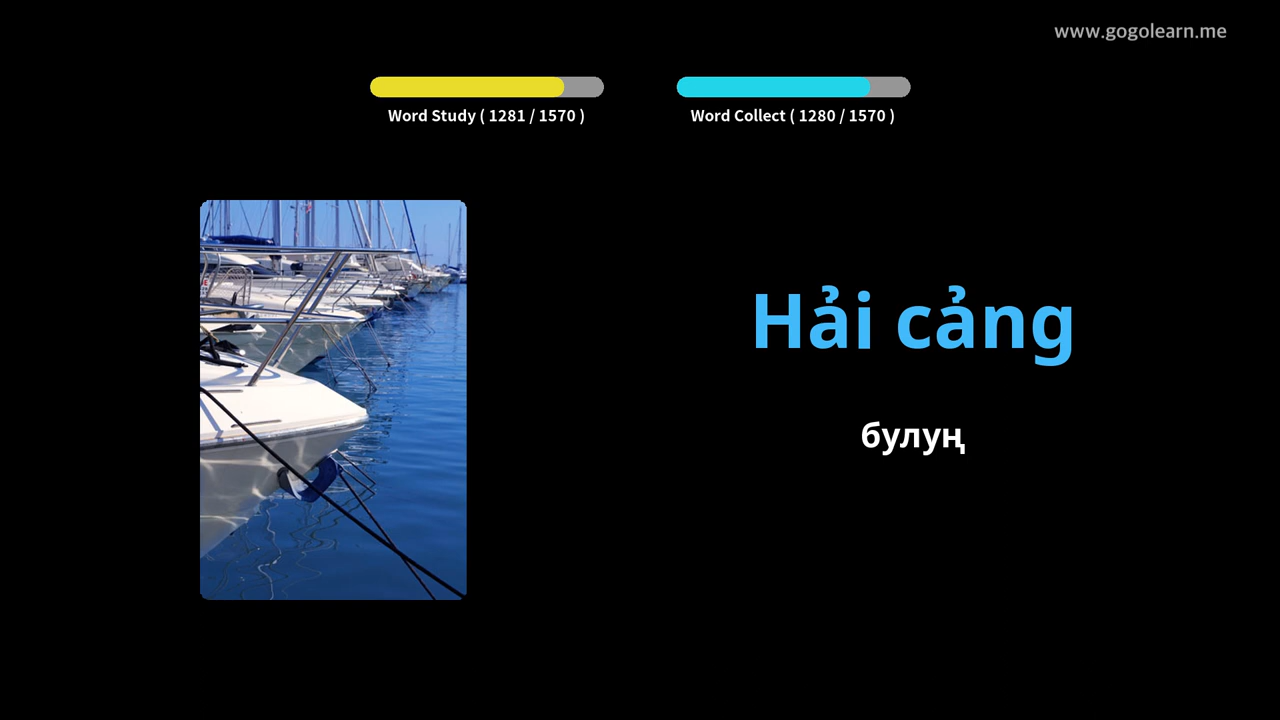 www.gogolearn.me
Word Study ( 1281 / 1570 )
Word Collect ( 1280 / 1570 )
Hải cảng
булуң